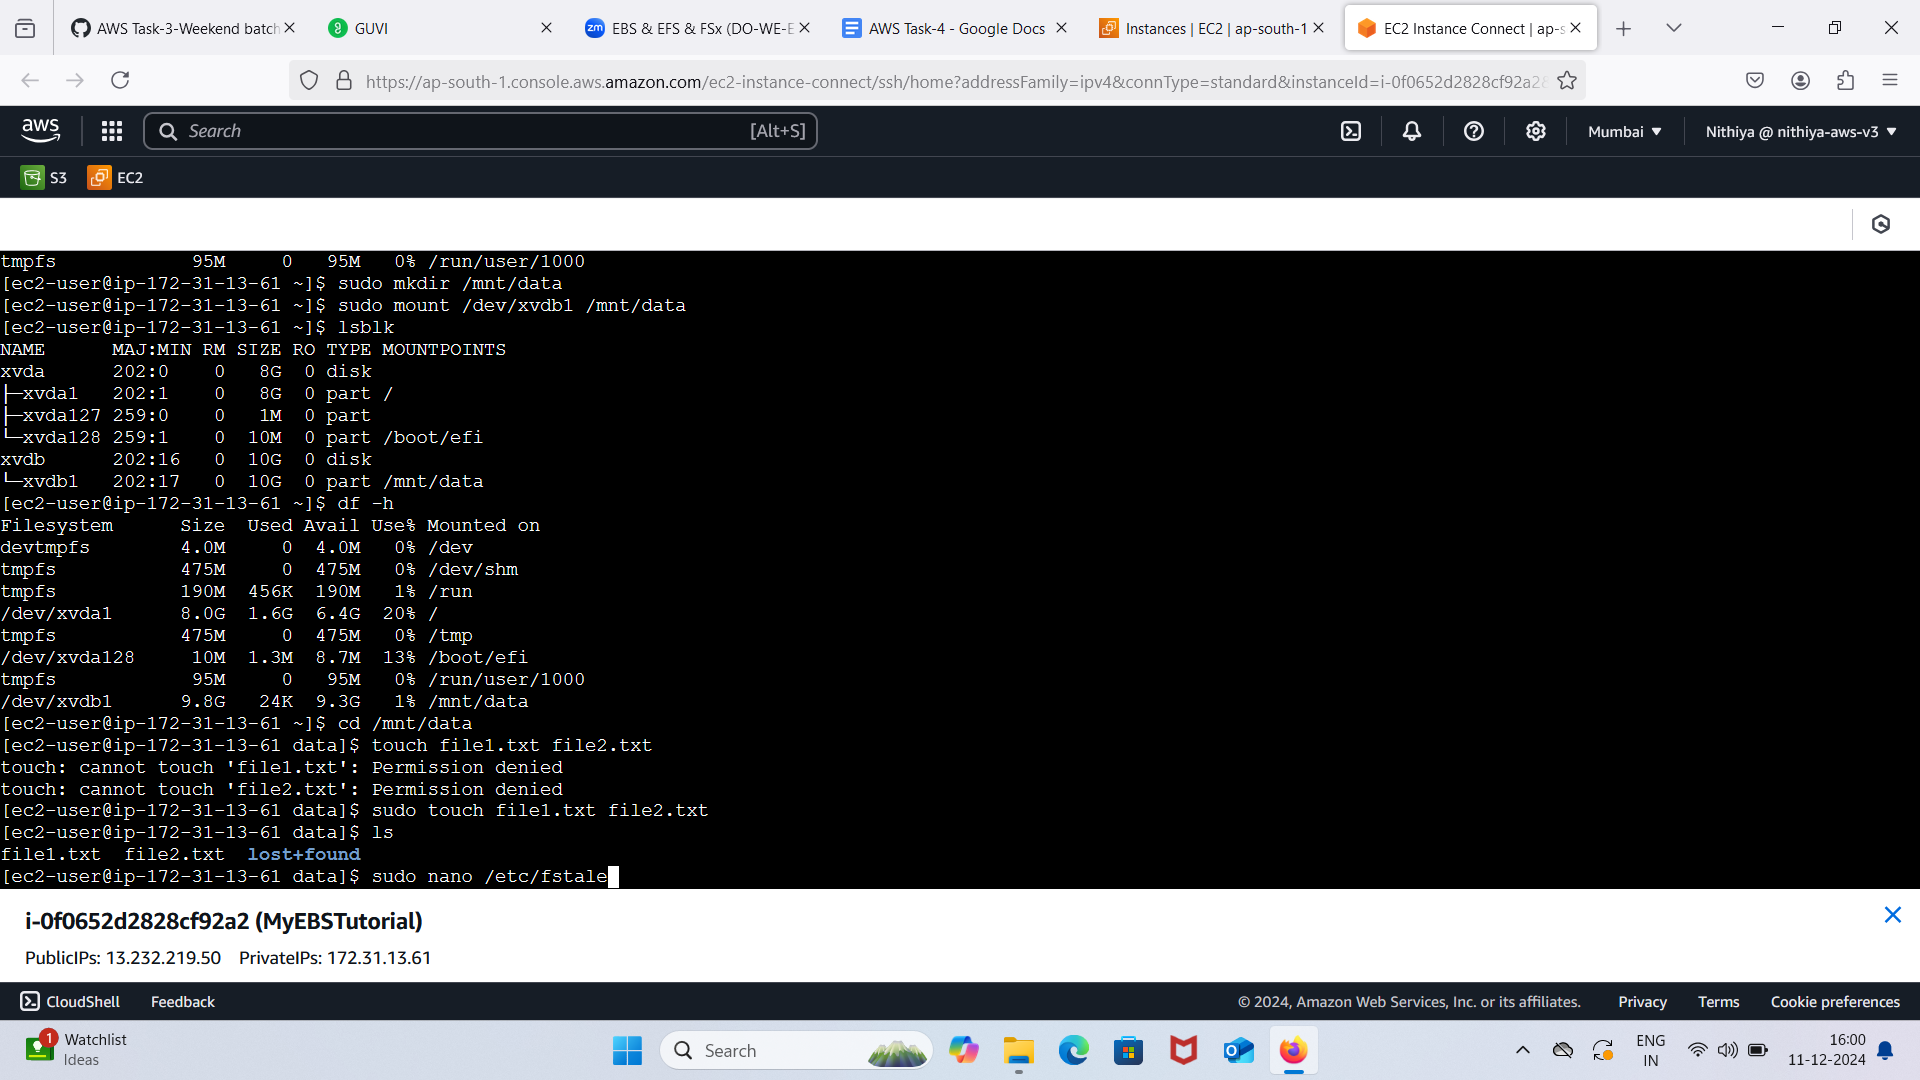 AWS Task-3-Weekend batch
GUVI
EBS & EFS & FSx (DO-WE-E
AWS Task-4 - Google Docs
Instances | EC2 | ap-south-1
EC2 Instance Connect | ap-s
https://ap-south-1.console.aws.amazon.com/ec2-instance-connect/ssh/home?addressFamily=ipv4&connType=standard&instanceId=i-0f0652d2828cf92a28
aws
Search
[Alt+S]
Mumbai
Nithiya @ nithiya-aws-v3
S3
EC2
tmpfs            95M     0   95M   0% /run/user/1000
[ec2-user@ip-172-31-13-61 ~]$ sudo mkdir /mnt/data
[ec2-user@ip-172-31-13-61 ~]$ sudo mount /dev/xvdb1 /mnt/data
[ec2-user@ip-172-31-13-61 ~]$ lsblk
NAME      MAJ:MIN RM SIZE RO TYPE MOUNTPOINTS
xvda      202:0    0   8G  0 disk
├─xvda1   202:1    0   8G  0 part /
├─xvda127 259:0    0   1M  0 part
└─xvda128 259:1    0  10M  0 part /boot/efi
xvdb      202:16   0  10G  0 disk
└─xvdb1   202:17   0  10G  0 part /mnt/data
[ec2-user@ip-172-31-13-61 ~]$ df -h
Filesystem      Size  Used Avail Use% Mounted on
devtmpfs        4.0M     0  4.0M   0% /dev
tmpfs           475M     0  475M   0% /dev/shm
tmpfs           190M  456K  190M   1% /run
/dev/xvda1      8.0G  1.6G  6.4G  20% /
tmpfs           475M     0  475M   0% /tmp
/dev/xvda128     10M  1.3M  8.7M  13% /boot/efi
tmpfs            95M     0   95M   0% /run/user/1000
/dev/xvdb1      9.8G   24K  9.3G   1% /mnt/data
[ec2-user@ip-172-31-13-61 ~]$ cd /mnt/data
[ec2-user@ip-172-31-13-61 data]$ touch file1.txt file2.txt
touch: cannot touch 'file1.txt': Permission denied
touch: cannot touch 'file2.txt': Permission denied
[ec2-user@ip-172-31-13-61 data]$ sudo touch file1.txt file2.txt
[ec2-user@ip-172-31-13-61 data]$ ls
file1.txt  file2.txt  lost+found
[ec2-user@ip-172-31-13-61 data]$ sudo nano /etc/fstale
i-0f0652d2828cf92a2 (MyEBSTutorial)
PublicIPs: 13.232.219.50    PrivateIPs: 172.31.13.61
CloudShell
Feedback
© 2024, Amazon Web Services, Inc. or its affiliates.
Privacy
Terms
Cookie preferences
1
Watchlist
Ideas
Search
ENG
IN
16:00
11-12-2024